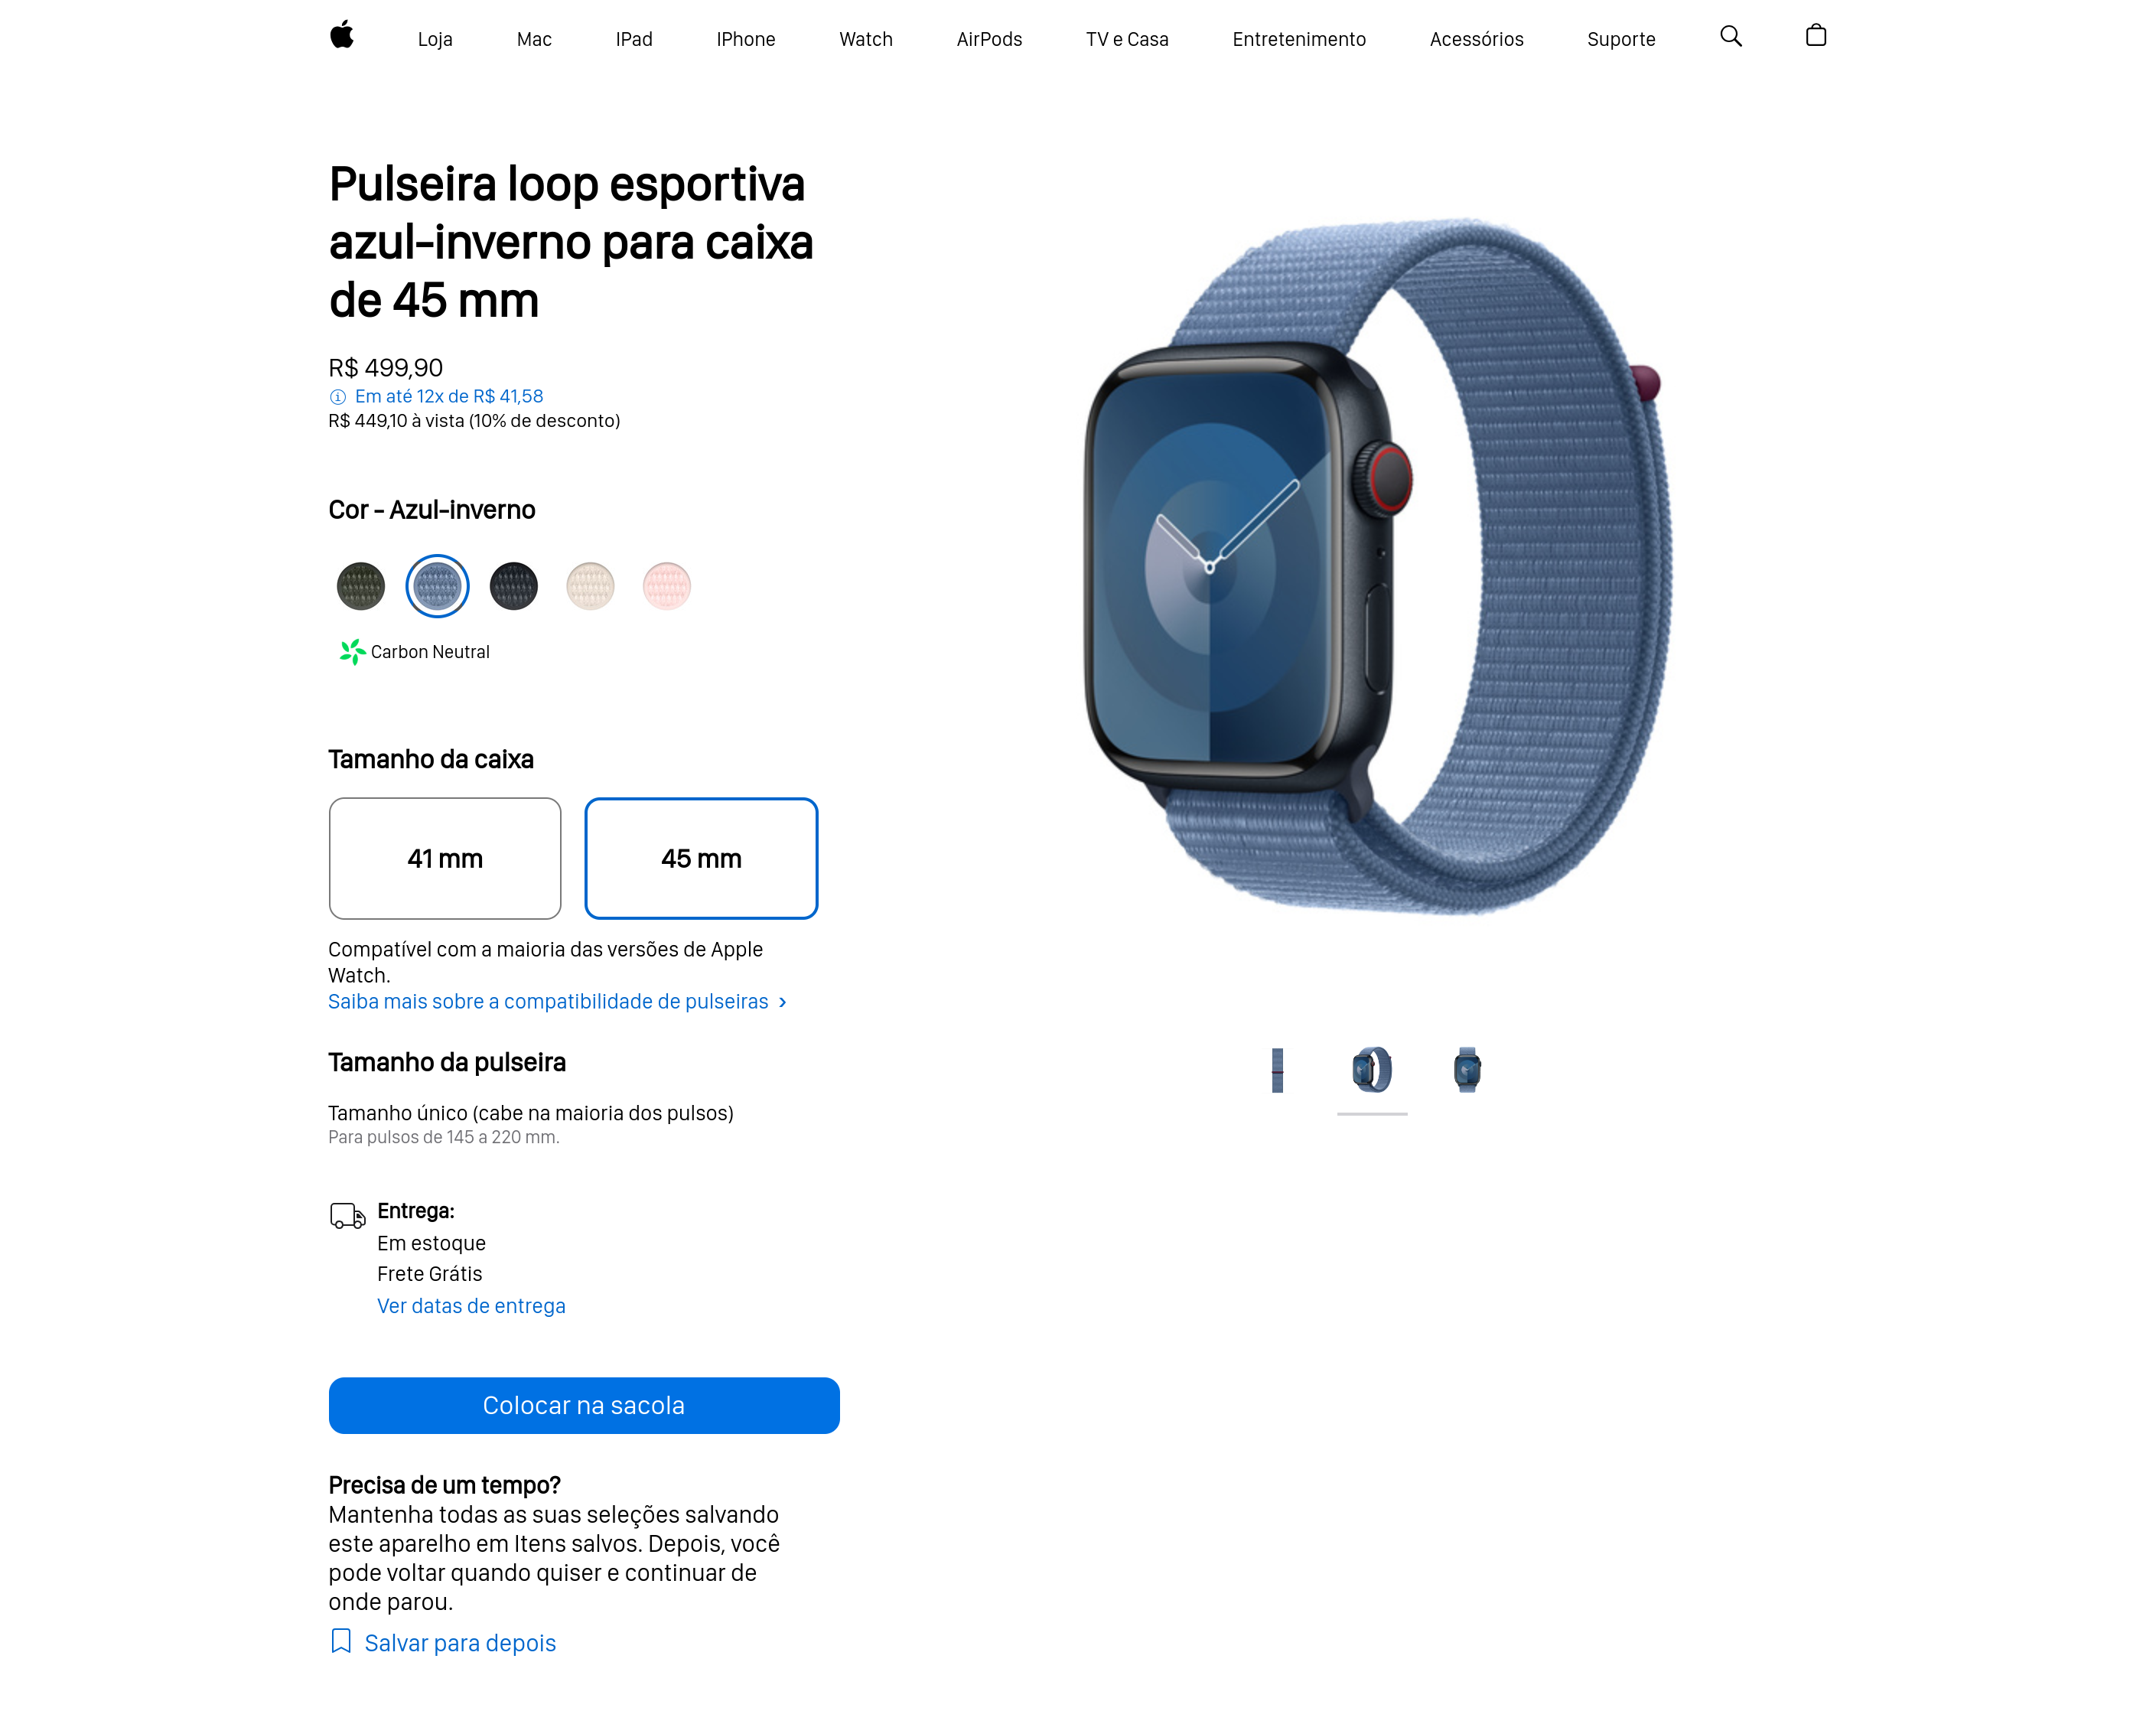 Loja Mac IPad IPhone Watch AirPods TV e Casa Entretenimento Acessórios Suporte
Pulseira loop esportiva
azul-inverno para caixa
de 45 mm
R$ 499,90
Em até 12x de R$ 41,58
R$ 449,10 à vista (10% de desconto)
Cor - Azul-inverno
Carbon Neutral
Tamanho da caixa
41 mm 45 mm
Compatível com a maioria das versões de Apple
Watch.
Saiba mais sobre a compatibilidade de pulseiras ›
Tamanho da pulseira
Tamanho único (cabe na maioria dos pulsos)
Para pulsos de 145 a 220 mm.
Entrega:
Em estoque
Frete Grátis
Ver datas de entrega
Colocar na sacola
Precisa de um tempo?
Mantenha todas as suas seleções salvando
este aparelho em Itens salvos. Depois, você
pode voltar quando quiser e continuar de
onde parou.
Salvar para depois